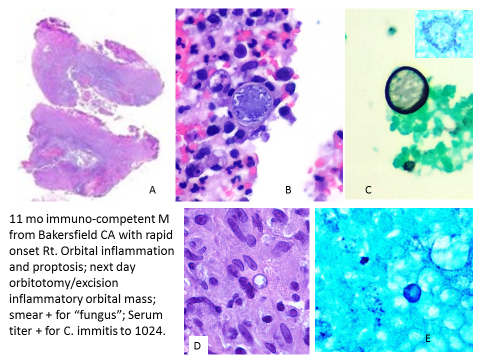 A
B
C
11 mo immuno-competent M
from Bakersfield CA with rapid
onset Rt. Orbital inflammation
and proptosis; next day
orbitotomy/excision
inflammatory orbital mass;
smear + for “fungus”; Serum
titer + for C. immitis to 1024.
D
E